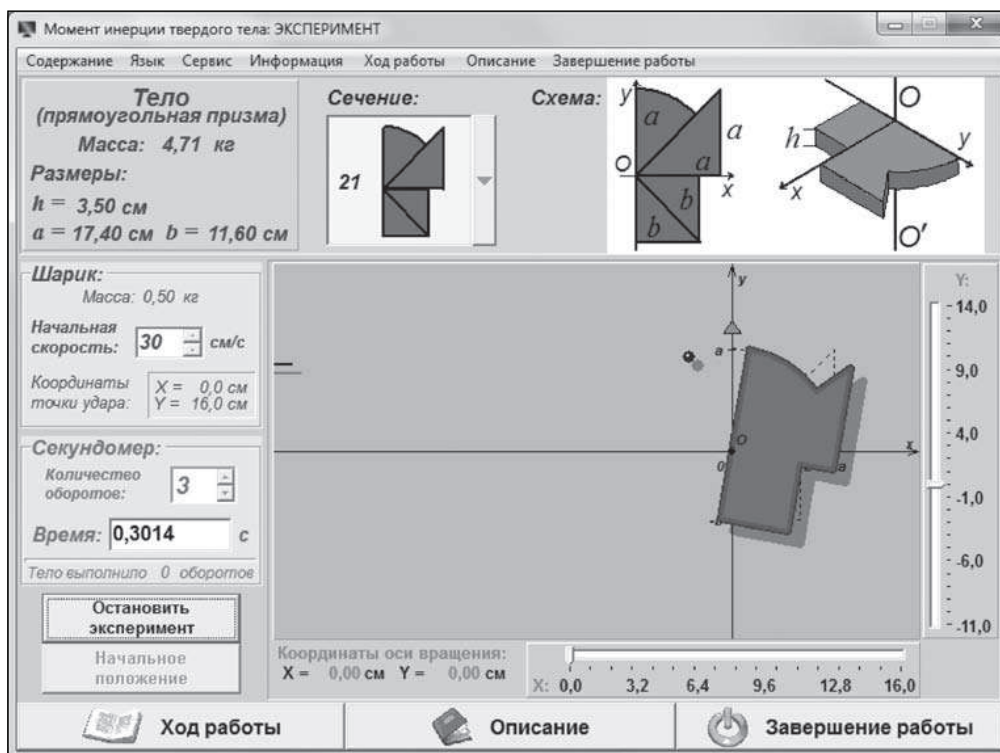 Момент инерции твердого тела: ЭКСПЕРИМЕНТ
Содержание Язык Сервис Информация Ход работы Описание Завершение работы
Тело
(прямоугольная призма)
Масса: 4,71 кг
Размеры:
h = 3,50 см
a = 17,40 см b = 11,60 см
Сечение:
21
Схема:
y
a
a
O
a
x
b
b
O
h
y
x
O'
Шарик:
Масса: 0,50 кг
Начальная
скорость: 30 см/с
Координаты
точки удара:
X = 0,0 см
Y = 16,0 см
Секундомер:
Количество
оборотов: 3
Время: 0,3014 с
Тело выполнило 0 оборотов
Остановить
эксперимент
Начальное
положение
y
a
O
x
0
a
-b
Y:
14,0
9,0
4,0
-1,0
-6,0
-11,0
Координаты оси вращения:
X = 0,00 см Y = 0,00 см
X: 0,0 3,2 6,4 9,6 12,8 16,0
Ход работы
Описание
Завершение работы